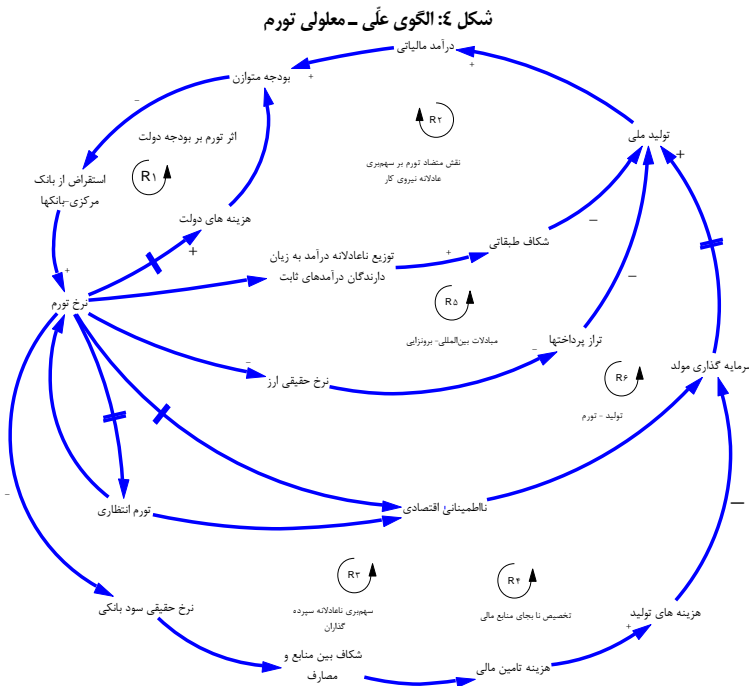 شکل ٤: الگوی علّی – معلولی تورم
درآمد مالیاتی
+
+
بودجه متوازن
–
R۲
تولید ملی
اثر تورم بر بودجه دولت
+
نقش متضاد تورم بر سهم‌بری
عادلانه نیروی کار
R۱
استقراض از بانک
مرکزی-بانکها
هزینه های دولت
–
+
شکاف طبقاتی
+
توزیع ناعادلانه درآمد به زیان
دارندگان درآمدهای ثابت
+
–
نرخ تورم
R۵
مبادلات بین‌المللی- برونزایی
تراز پرداختها
–
–
نرخ حقیقی ارز
سرمایه گذاری مولد
R۶
تولید - تورم
–
تورم انتظاری
نااطمینانی اقتصادی
–
R۳
R۴
نرخ حقیقی سود بانکی
سهم‌بری ناعادلانه سپرده
گذاران
تخصیص نا بجای منابع مالی
هزینه های تولید
+
شکاف بین منابع و
مصارف
هزینه تامین مالی